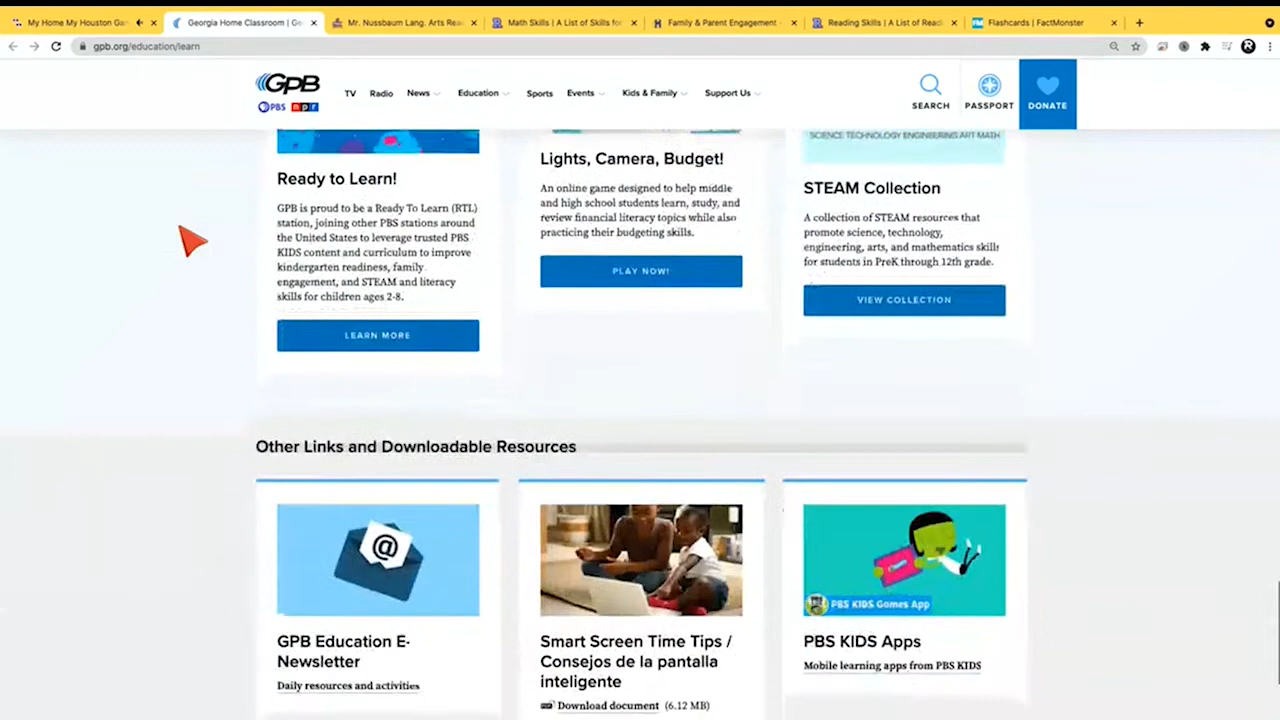 My Home My Houston Gan
Georgia Home Classroom | Ge
Mr. Nussbaum Lang. Arts Rea
Math Skills | A List of Skills for
Family & Parent Engagement -
Reading Skills | A List of Readi
Flashcards | FactMonster
gpb.org/education/learn
GPB
PBS npr
TV Radio News Education Sports Events Kids & Family Support Us
SEARCH PASSPORT DONATE
SCIENCE TECHNOLOGY ENGINEERING ART MATH
Ready to Learn!
GPB is proud to be a Ready To Learn (RTL)
station, joining other PBS stations around
the United States to leverage trusted PBS
KIDS content and curriculum to improve
kindergarten readiness, family
engagement, and STEAM and literacy
skills for children ages 2-8.
LEARN MORE
Lights, Camera, Budget!
An online game designed to help middle
and high school students learn, study, and
review financial literacy topics while also
practicing their budgeting skills.
PLAY NOW!
STEAM Collection
A collection of STEAM resources that
promote science, technology,
engineering, arts, and mathematics skills
for students in PreK through 12th grade.
VIEW COLLECTION
Other Links and Downloadable Resources
GPB Education E-
Newsletter
Daily resources and activities
Smart Screen Time Tips /
Consejos de la pantalla
inteligente
Download document (6.12 MB)
PBS KIDS Games App
PBS KIDS Apps
Mobile learning apps from PBS KIDS